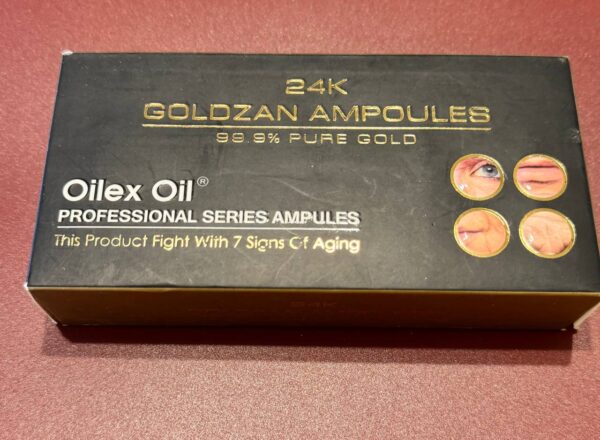 24K
GOLDZAN AMPOULES
99.9% PURE GOLD
Oilex Oil®
PROFESSIONAL SERIES AMPULES
This Product Fight With 7 Signs Of Aging
24K